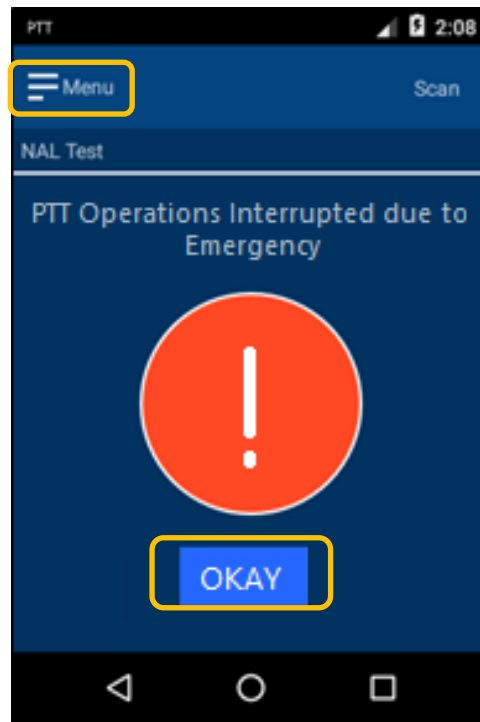 PTT 2:08
Menu Scan
NAL Test
PTT Operations Interrupted due to
Emergency
!
OKAY